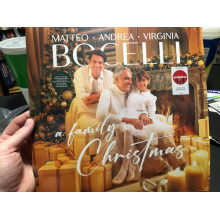 MATTEO • ANDREA • VIRGINIA
BOCELLI
a family
Christmas